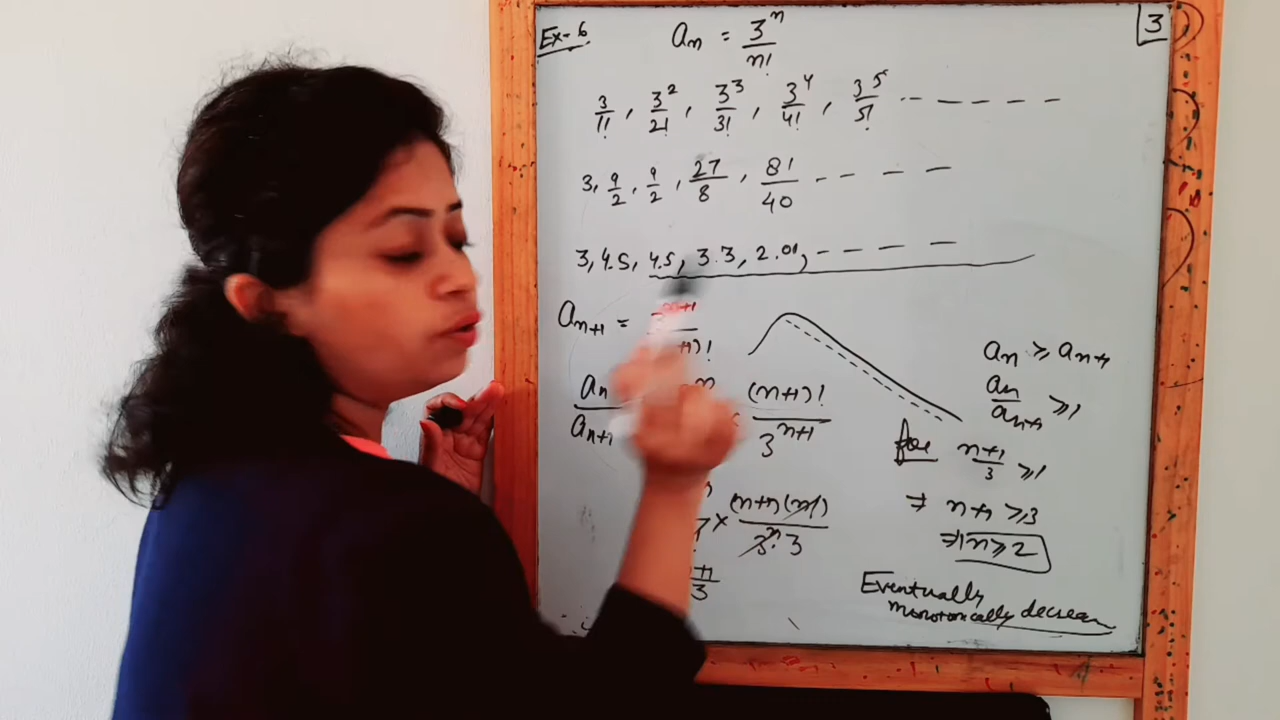 Ex-6 aₙ = 3ⁿ/n! 3
3/1!, 3²/2!, 3³/3!, 3⁴/4!, 3⁵/5! -- - - - -
3, 9/2, 9/2, 27/8, 81/40 -- - - -
3, 4.5, 4.5, 3.3, 2.01, - - - -
aₙ₊₁ =
aₙ/aₙ₊₁ (n+1)!/3ⁿ⁺¹
× (n+1)(n!)/3ⁿ·3
aₙ ≥ aₙ₊₁
aₙ/aₙ₊₁ ≥ 1
for n+1/3 ≥ 1
⇒ n+1 ≥ 3
⇒ n ≥ 2
Eventually
monotonically